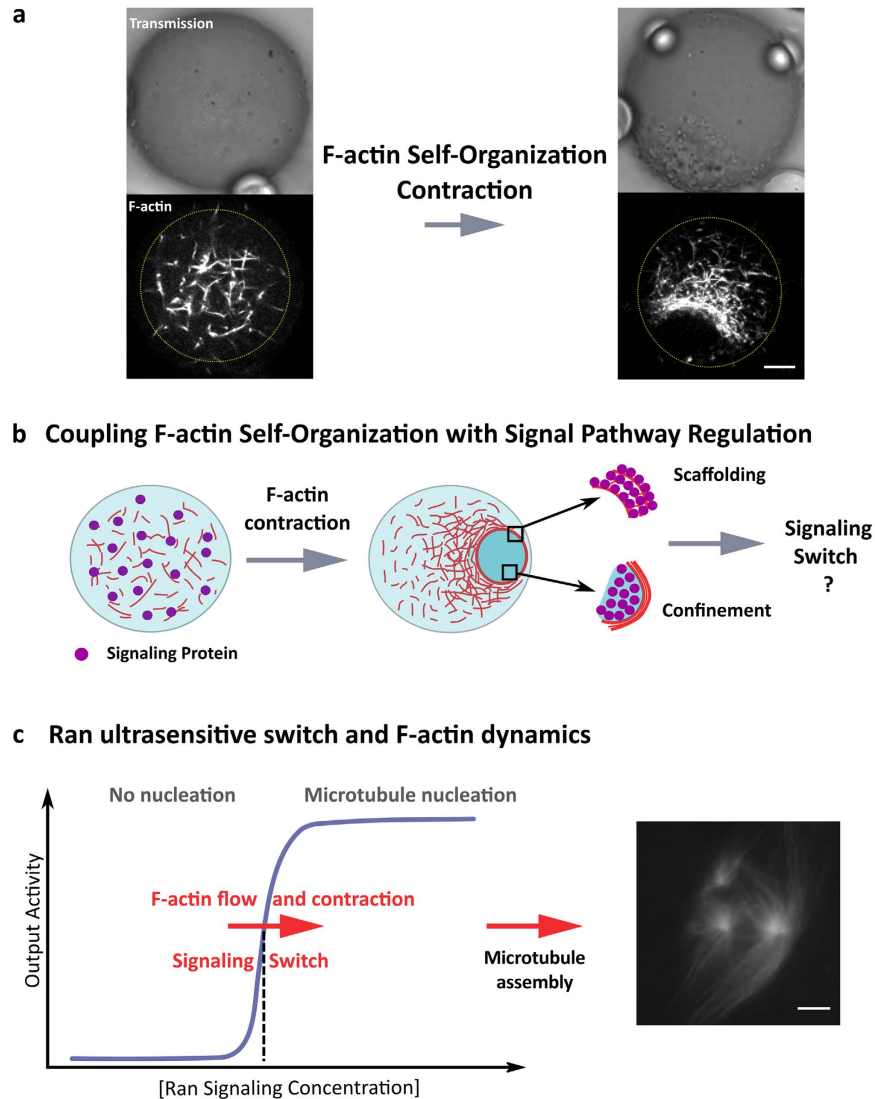 a
Transmission
F-actin Self-Organization
Contraction
F-actin
b Coupling F-actin Self-Organization with Signal Pathway Regulation
F-actin
contraction
Scaffolding
Signaling
Switch
?
Confinement
Signaling Protein
c Ran ultrasensitive switch and F-actin dynamics
No nucleation
Microtubule nucleation
Output Activity
F-actin flow and contraction
Signaling Switch
Microtubule
assembly
[Ran Signaling Concentration]